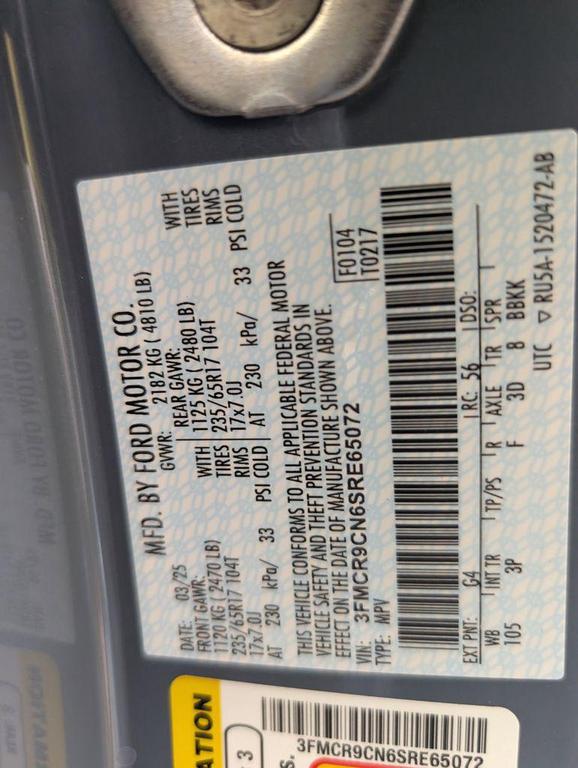 MFD. BY FORD MOTOR CO.
DATE: 03/25 GVWR: 2182 KG ( 4810 LB)
FRONT GAWR: REAR GAWR:
1120 KG ( 2470 LB) WITH 1125 KG ( 2480 LB) WITH
235/65R17 104T TIRES 235/65R17 104T TIRES
17x7.0J RIMS 17x7.0J RIMS
AT 230 kPa/ 33 PSI COLD AT 230 kPa/ 33 PSI COLD
THIS VEHICLE CONFORMS TO ALL APPLICABLE FEDERAL MOTOR
VEHICLE SAFETY AND THEFT PREVENTION STANDARDS IN
EFFECT ON THE DATE OF MANUFACTURE SHOWN ABOVE.
VIN: 3FMCR9CN6SRE65072
TYPE: MPV
F0104
T0217
EXT PNT: G4 RC: 56 DSO:
WB INT TR TP/PS R AXLE TR SPR
105 3P F 3D 8 BBKK
UTC ▽ RU5A-1520472-AB
ATION
3
S.
3FMCR9CN6SRE65072